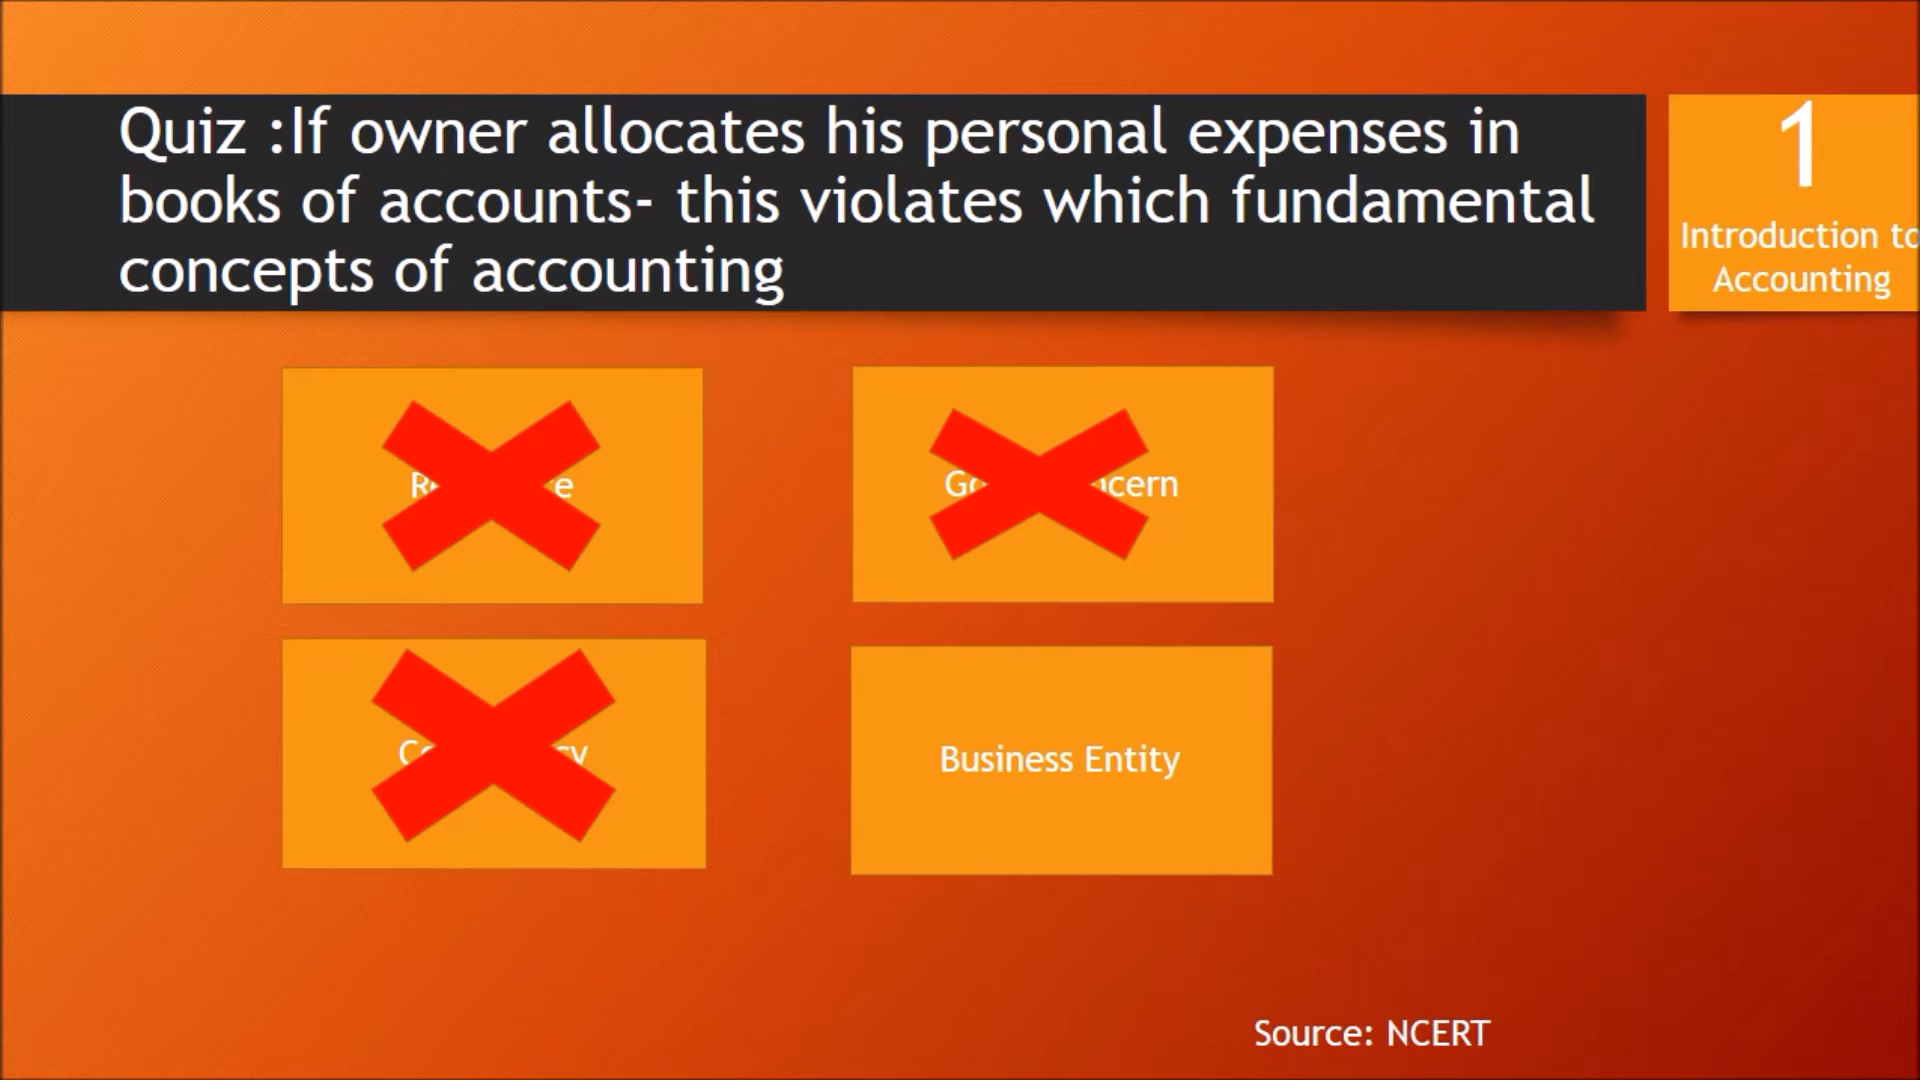 Quiz :If owner allocates his personal expenses in
books of accounts- this violates which fundamental
concepts of accounting
1
Introduction to
Accounting
Business Entity
Source: NCERT